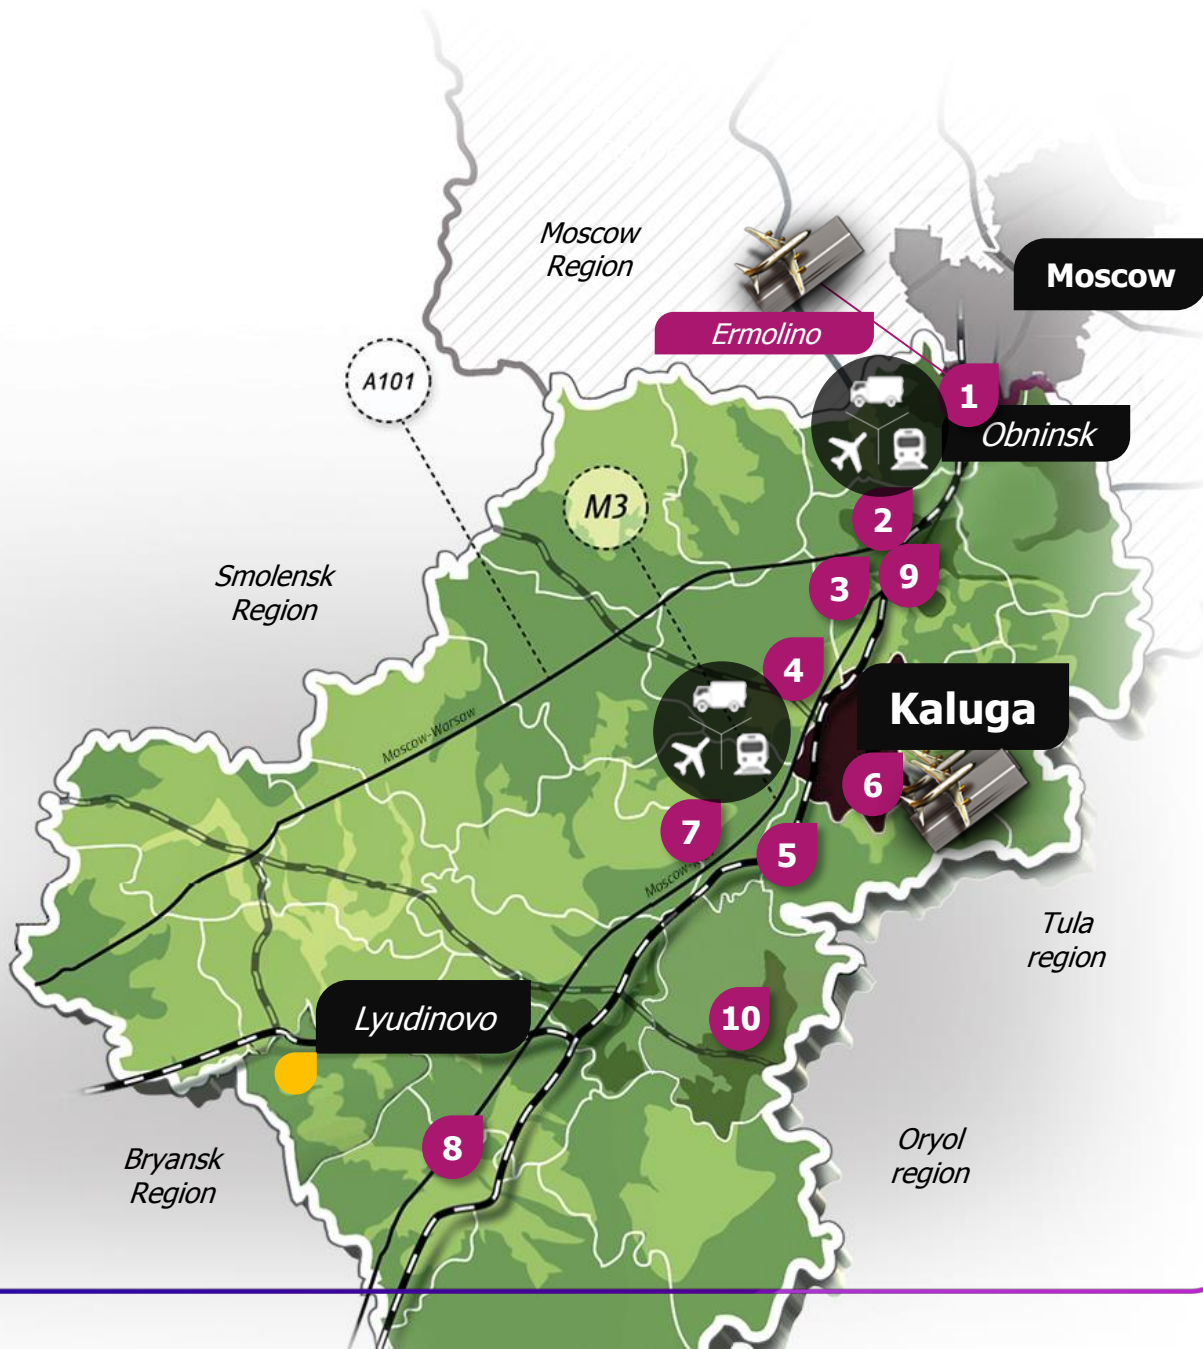 Moscow
Region
Moscow
Ermolino
A101
1
Obninsk
M3
2
Smolensk
Region
3
9
4
Kaluga
Moscow-Warsaw
6
7
5
Moscow-
Tula
region
Lyudinovo
10
8
Bryansk
Region
Oryol
region